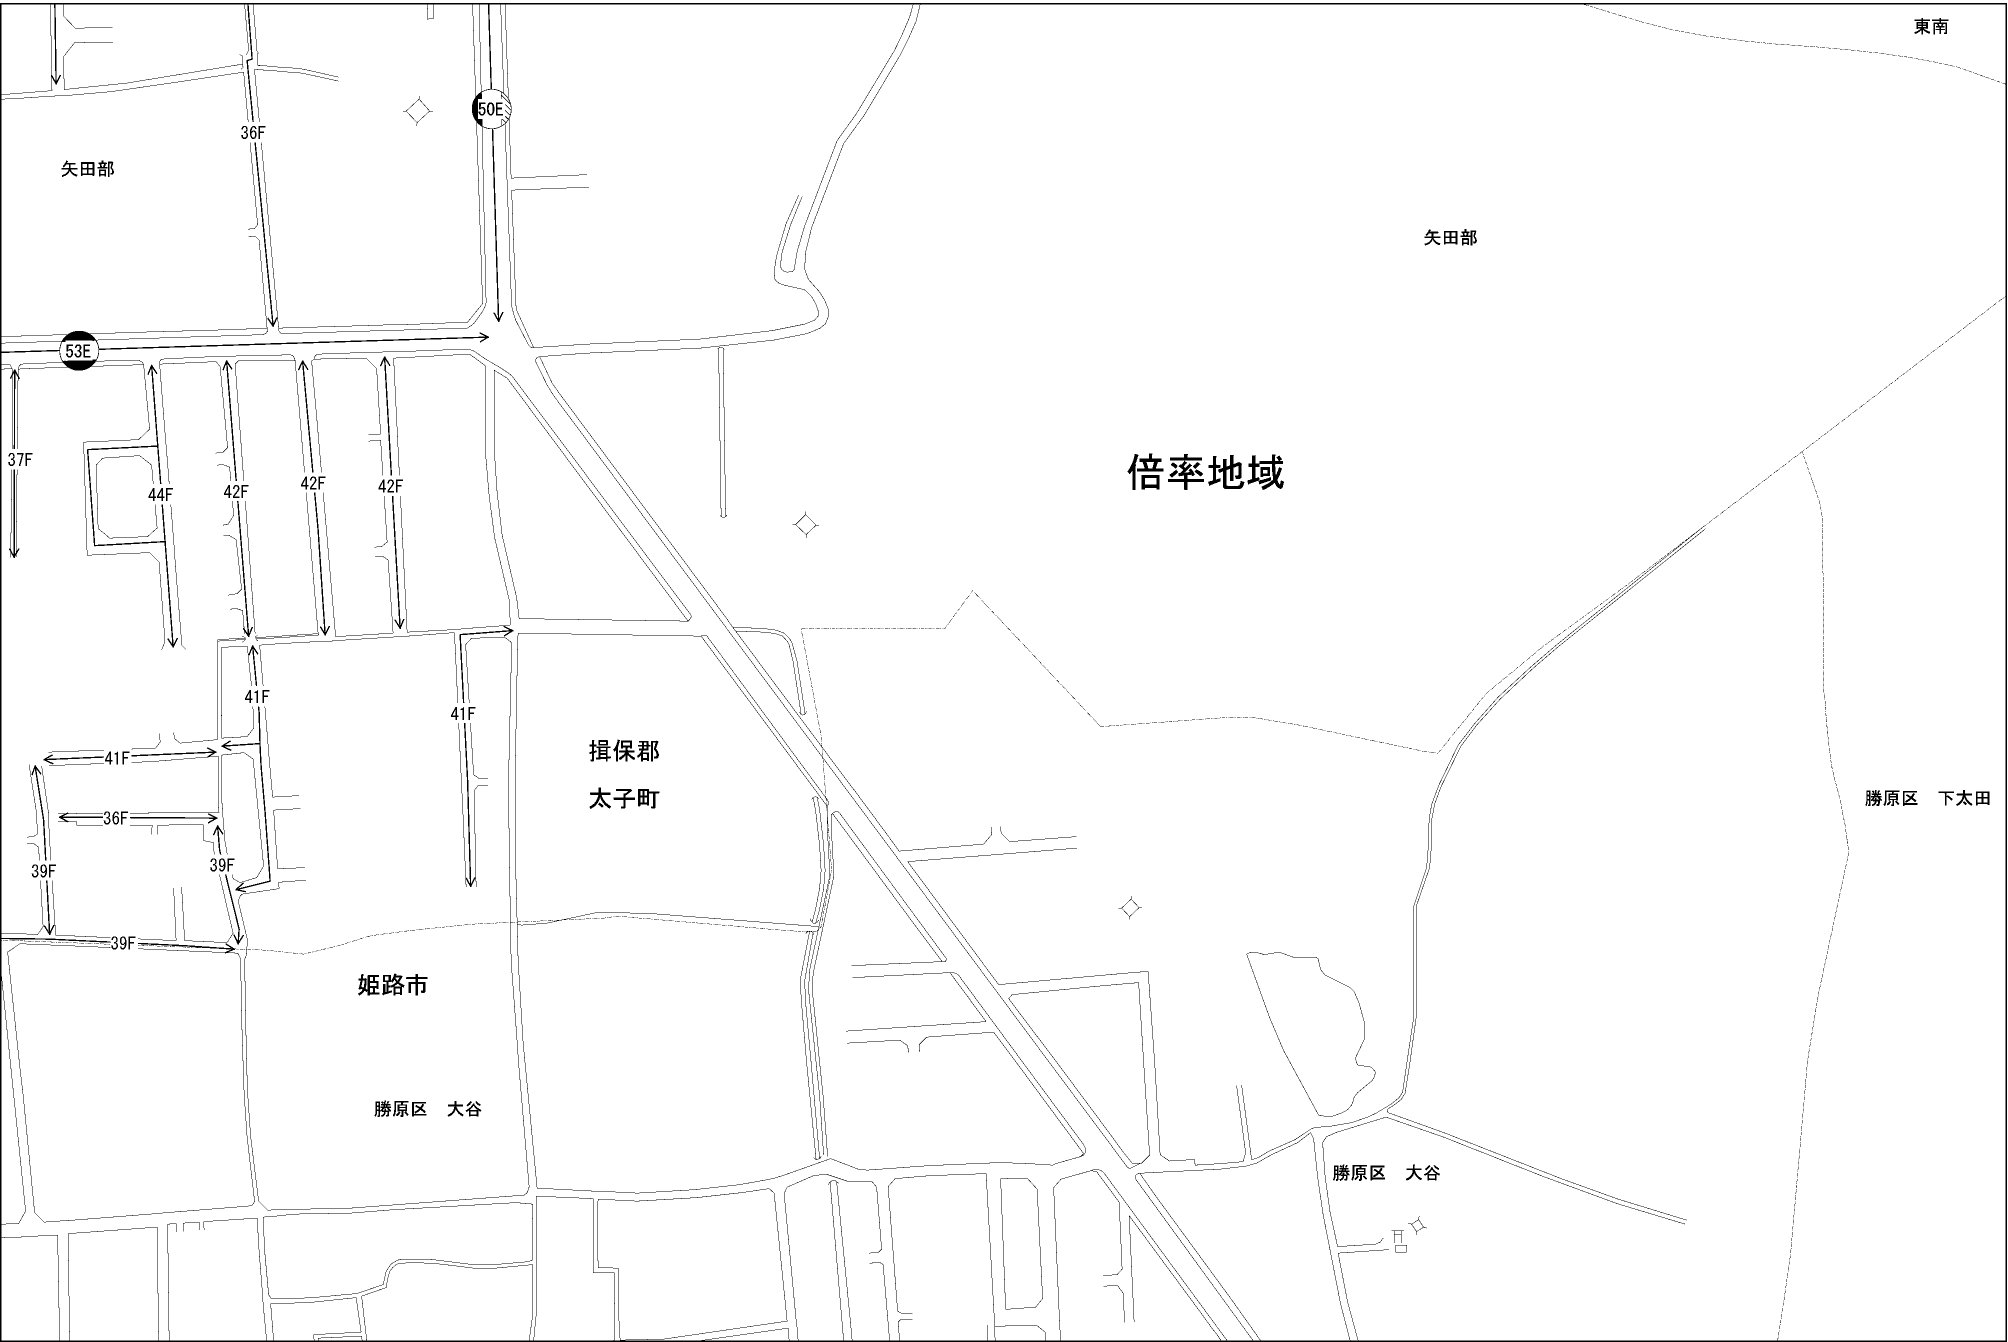 東南
50E
36F
矢田部
矢田部
53E
37F
44F
42F
42F
42F
倍率地域
41F
41F
揖保郡
太子町
41F
36F
39F
39F
勝原区　下太田
39F
姫路市
勝原区　大谷
勝原区　大谷